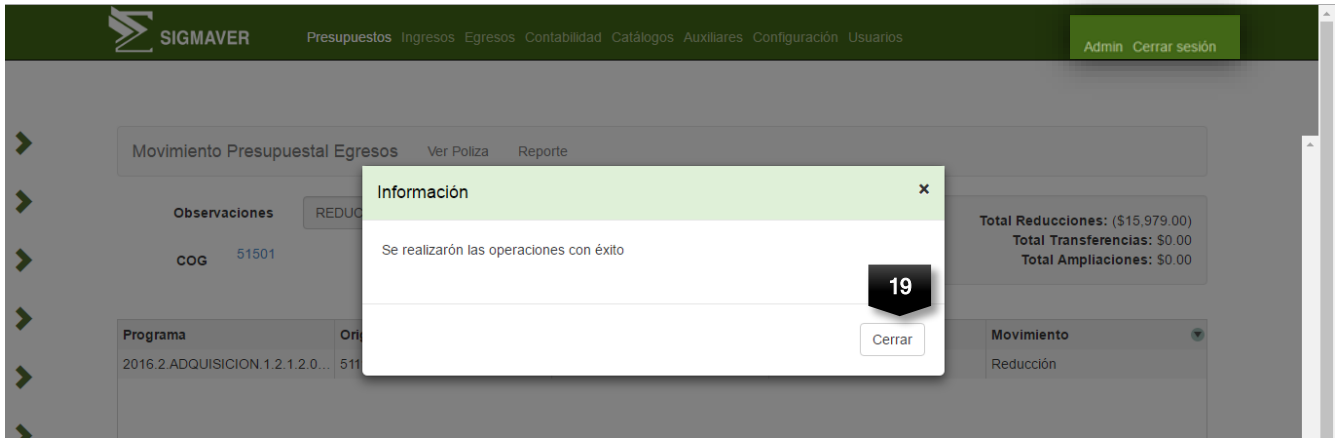 SIGMAVER
Presupuestos Ingresos Egresos Contabilidad Catálogos Auxiliares Configuración Usuarios
Admin Cerrar sesión
Movimiento Presupuestal Egresos Ver Poliza Reporte
Información ×
Observaciones REDUC
Se realizarón las operaciones con éxito
COG 51501
Total Reducciones: ($15,979.00)
Total Transferencias: $0.00
Total Ampliaciones: $0.00
19
Cerrar
Programa Orig Movimiento
2016.2.ADQUISICION.1.2.1.2.0... 511 Reducción